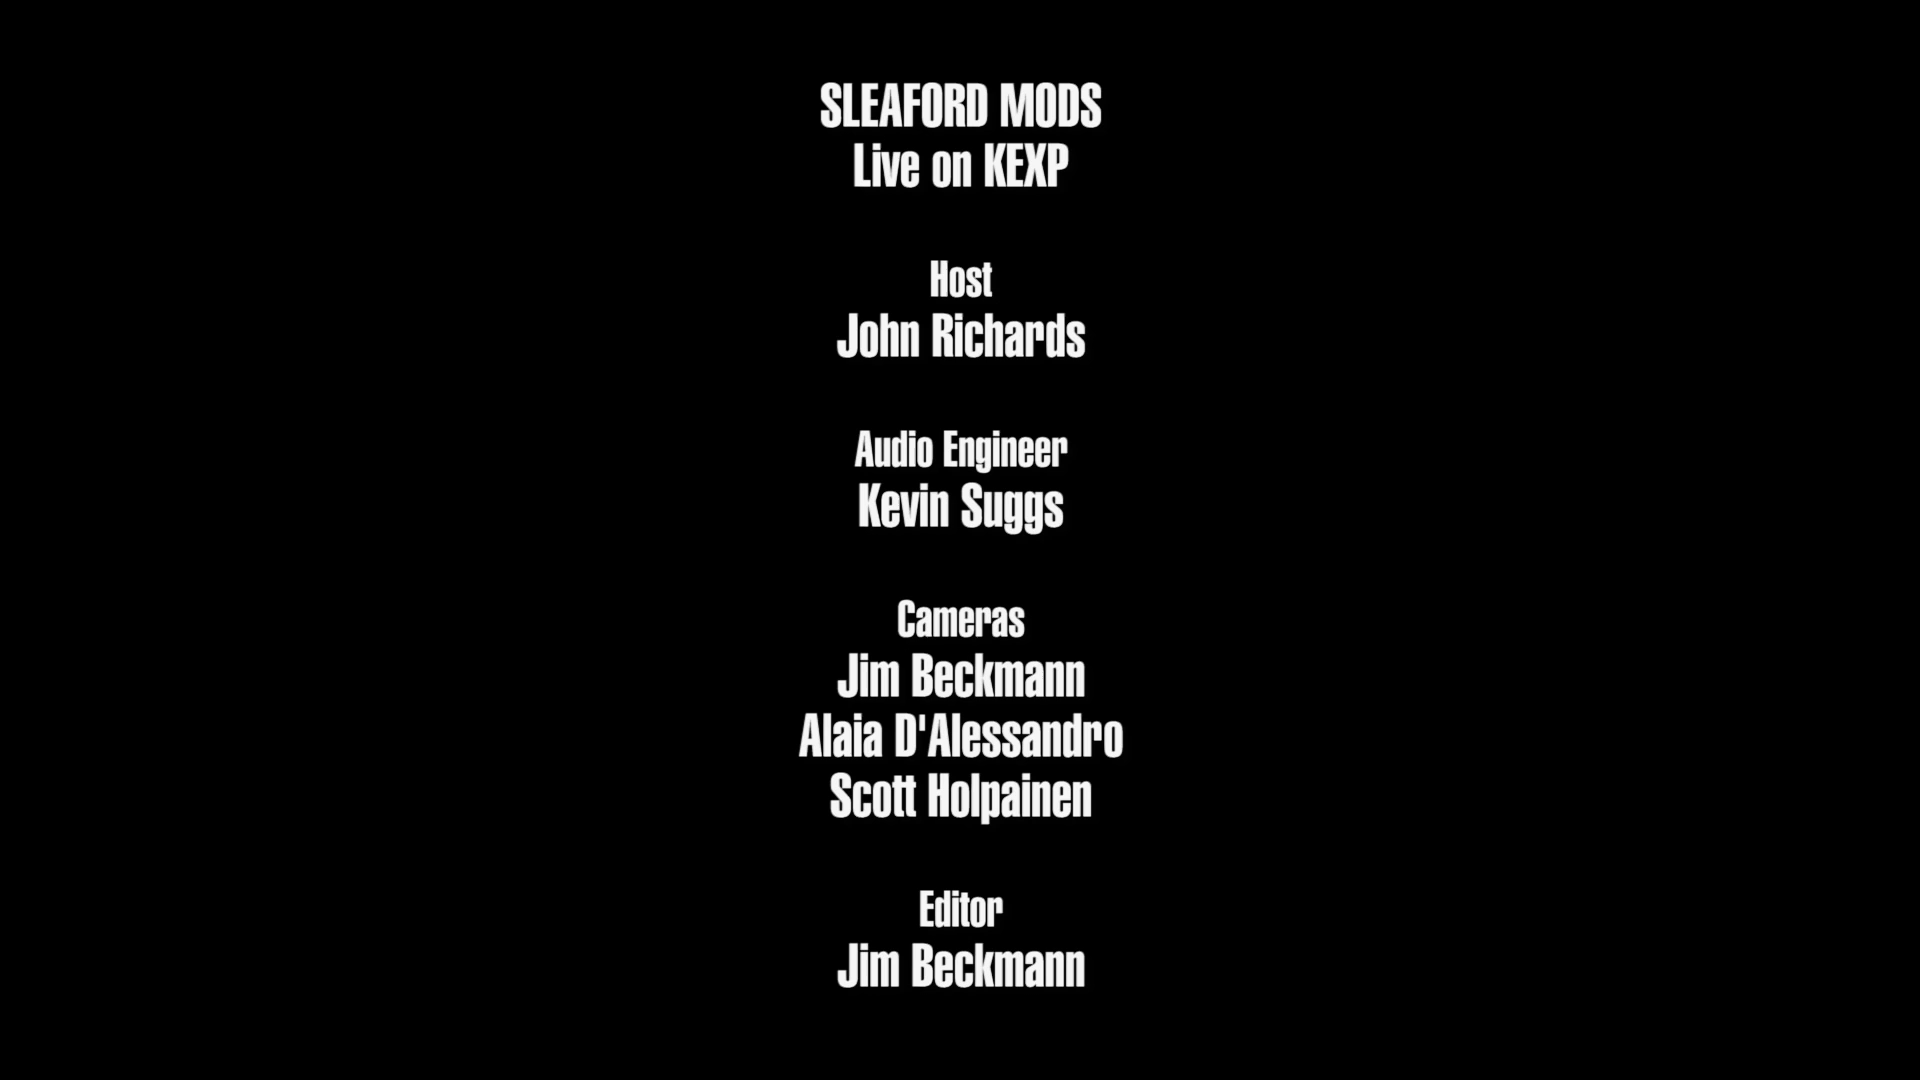 SLEAFORD MODS
Live on KEXP
Host
John Richards
Audio Engineer
Kevin Suggs
Cameras
Jim Beckmann
Alaia D'Alessandro
Scott Holpainen
Editor
Jim Beckmann